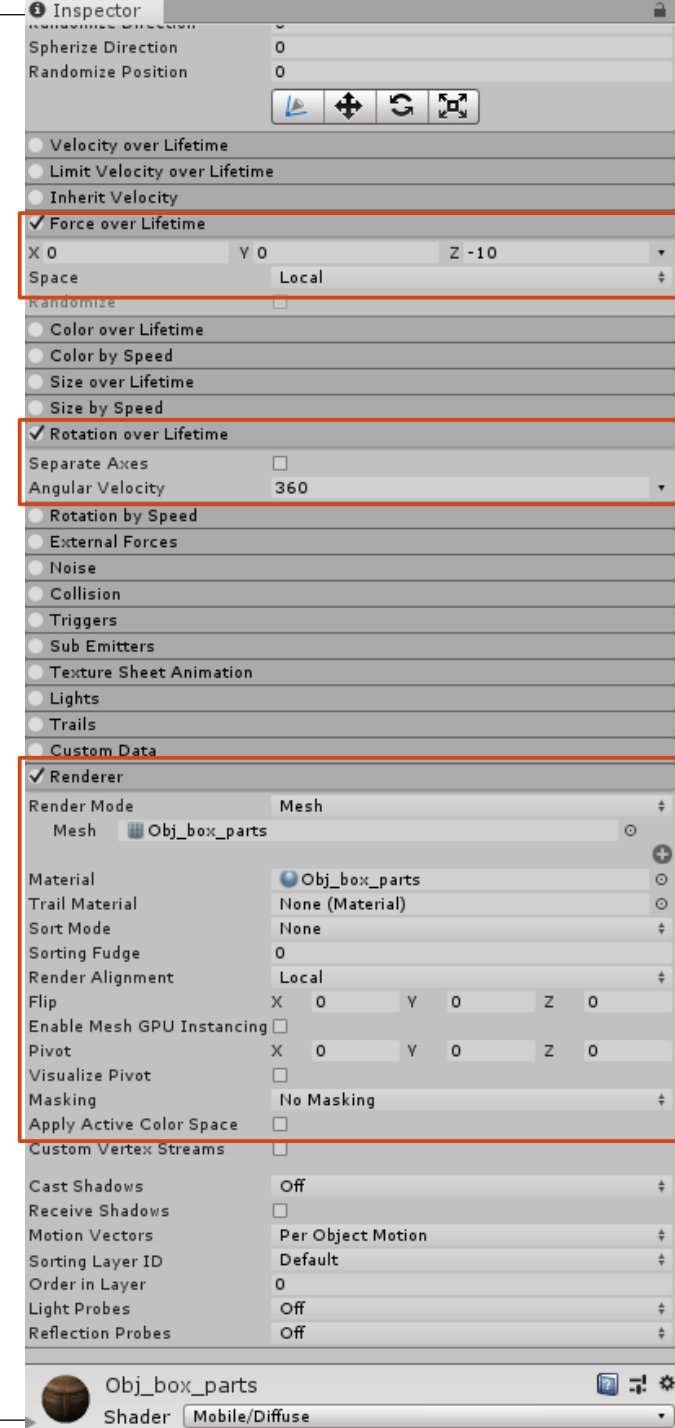 Inspector
Randomize Direction 0
Spherize Direction 0
Randomize Position 0
Velocity over Lifetime
Limit Velocity over Lifetime
Inherit Velocity
Force over Lifetime
X 0 Y 0 Z -10
Space Local
Randomize
Color over Lifetime
Color by Speed
Size over Lifetime
Size by Speed
Rotation over Lifetime
Separate Axes
Angular Velocity 360
Rotation by Speed
External Forces
Noise
Collision
Triggers
Sub Emitters
Texture Sheet Animation
Lights
Trails
Custom Data
Renderer
Render Mode Mesh
Mesh Obj_box_parts
Material Obj_box_parts
Trail Material None (Material)
Sort Mode None
Sorting Fudge 0
Render Alignment Local
Flip X 0 Y 0 Z 0
Enable Mesh GPU Instancing
Pivot X 0 Y 0 Z 0
Visualize Pivot
Masking No Masking
Apply Active Color Space
Custom Vertex Streams
Cast Shadows Off
Receive Shadows
Motion Vectors Per Object Motion
Sorting Layer ID Default
Order in Layer 0
Light Probes Off
Reflection Probes Off
Obj_box_parts
Shader Mobile/Diffuse